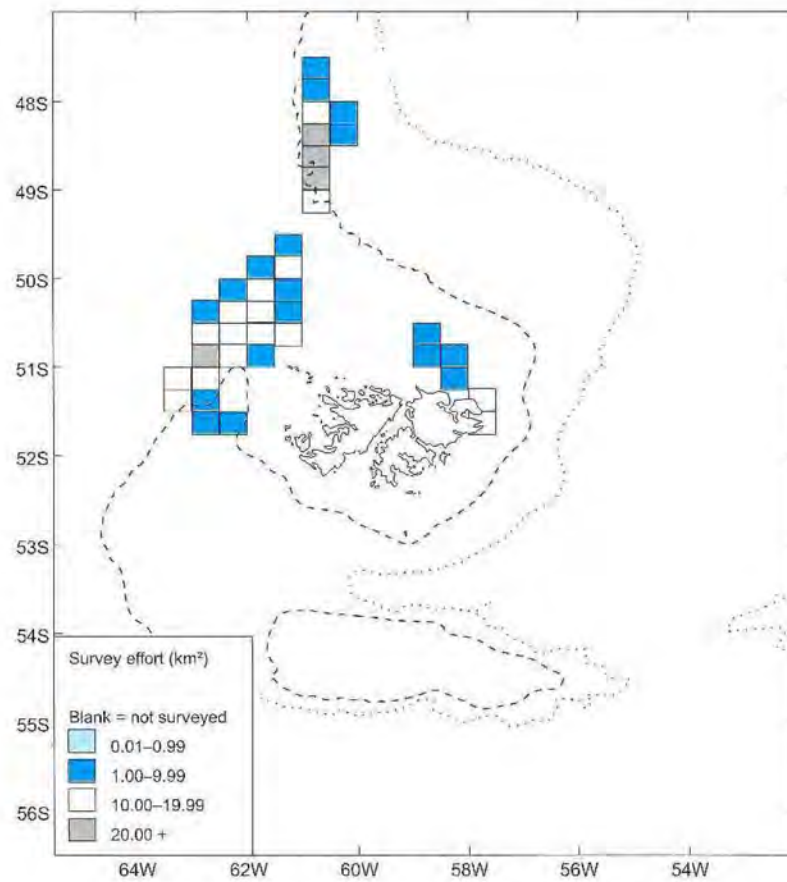 48S
49S
50S
51S
52S
53S
54S
55S
56S
Survey effort (km²)
Blank = not surveyed
0.01–0.99
1.00–9.99
10.00–19.99
20.00 +
64W 62W 60W 58W 56W 54W